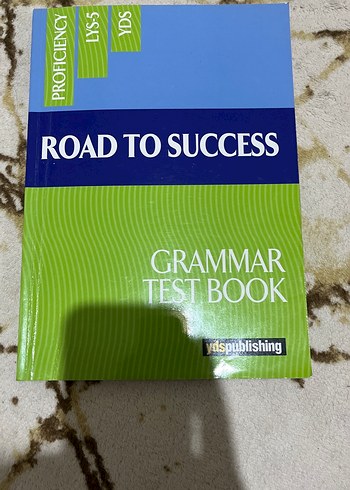 PROFICIENCY
LYS-5
YDS
ROAD TO SUCCESS
GRAMMAR
TEST BOOK
ydspublishing